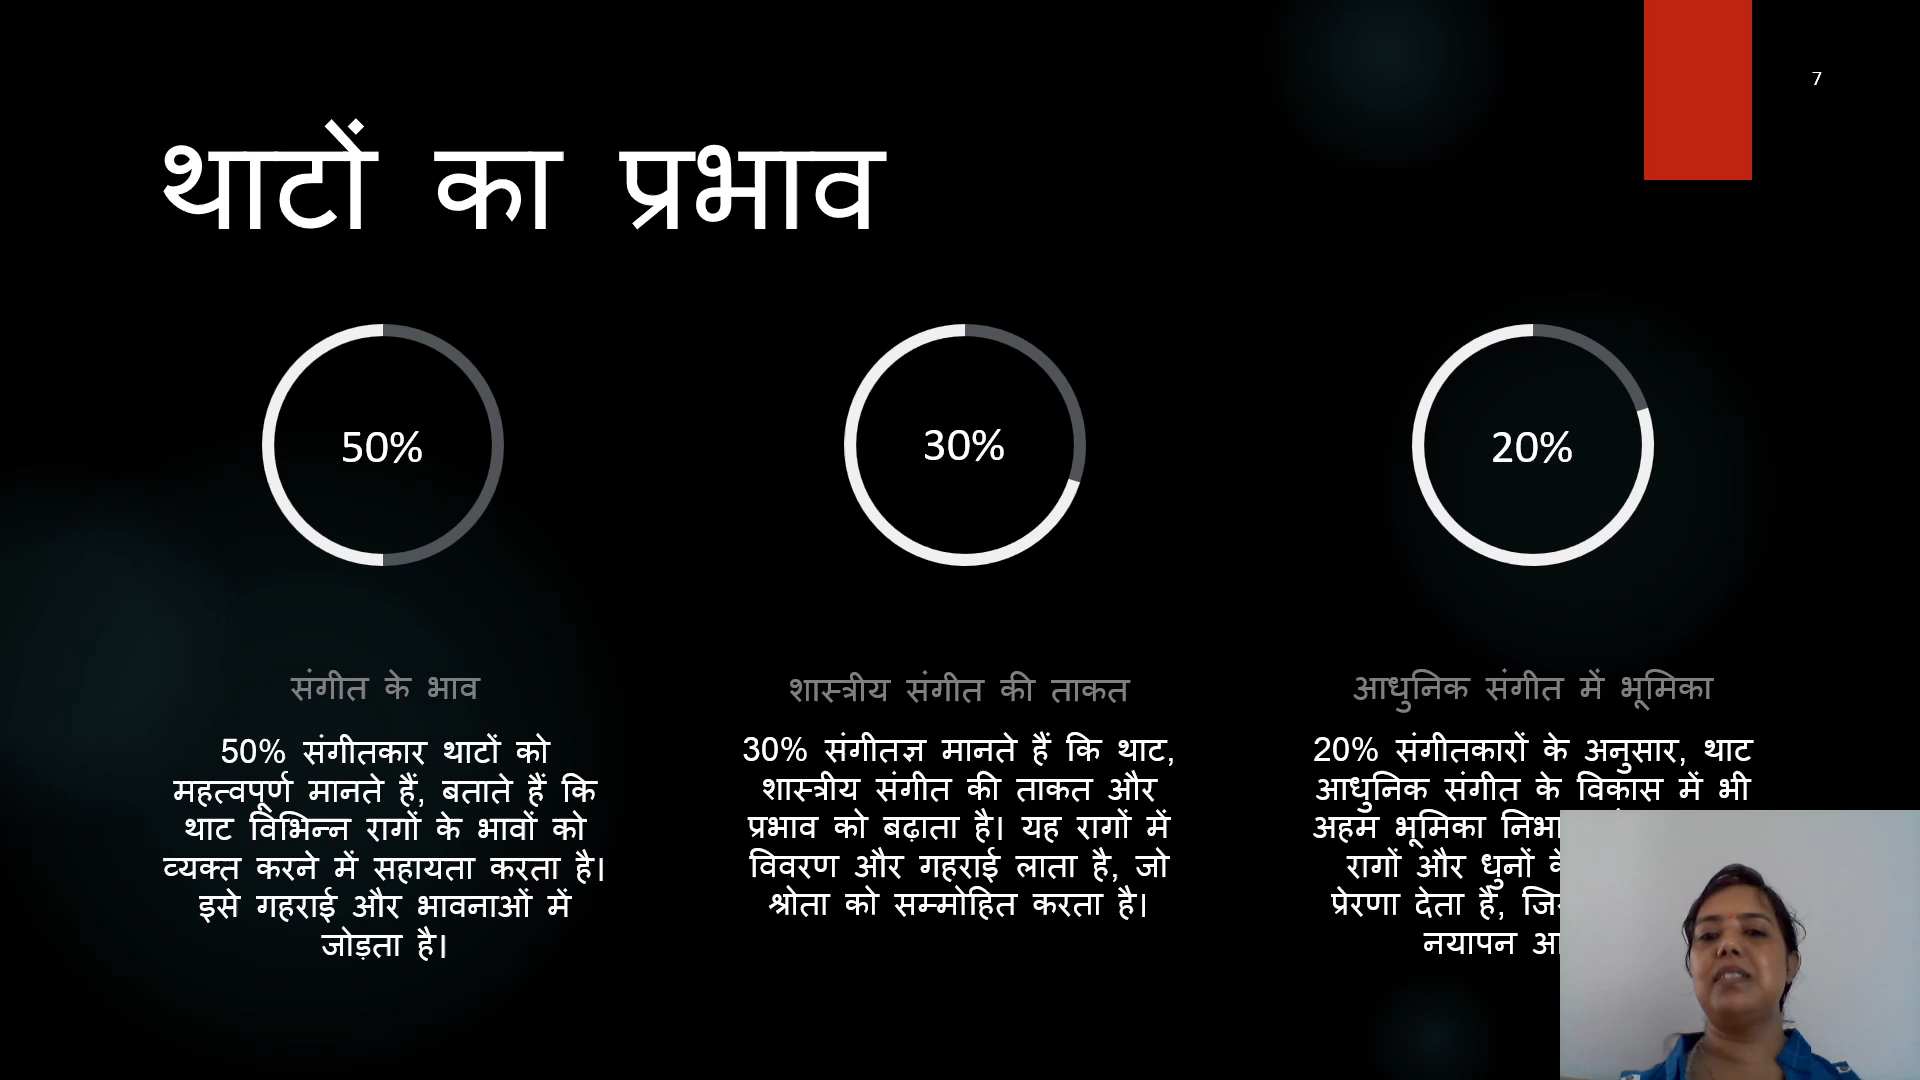 7
थाटों का प्रभाव
50%
30%
20%
संगीत के भाव
50% संगीतकार थाटों को
महत्वपूर्ण मानते हैं, बताते हैं कि
थाट विभिन्न रागों के भावों को
व्यक्त करने में सहायता करता है।
इसे गहराई और भावनाओं में
जोड़ता है।
शास्त्रीय संगीत की ताकत
30% संगीतज्ञ मानते हैं कि थाट,
शास्त्रीय संगीत की ताकत और
प्रभाव को बढ़ाता है। यह रागों में
विवरण और गहराई लाता है, जो
श्रोता को सम्मोहित करता है।
आधुनिक संगीत में भूमिका
20% संगीतकारों के अनुसार, थाट
आधुनिक संगीत के विकास में भी
अहम भूमिका
रागों और धुनों
प्रेरणा देता है,
नयापन